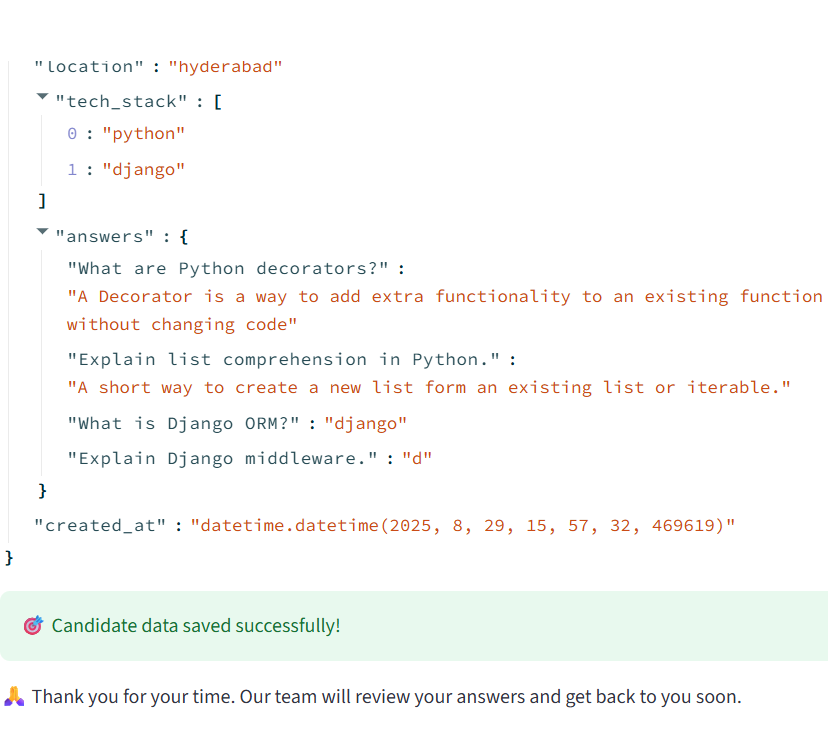 "location" : "hyderabad"
"tech_stack" : [
0 : "python"
1 : "django"
]
"answers" : {
"What are Python decorators?" :
"A Decorator is a way to add extra functionality to an existing function
without changing code"
"Explain list comprehension in Python." :
"A short way to create a new list form an existing list or iterable."
"What is Django ORM?" : "django"
"Explain Django middleware." : "d"
}
"created_at" : "datetime.datetime(2025, 8, 29, 15, 57, 32, 469619)"
}
Candidate data saved successfully!
Thank you for your time. Our team will review your answers and get back to you soon.